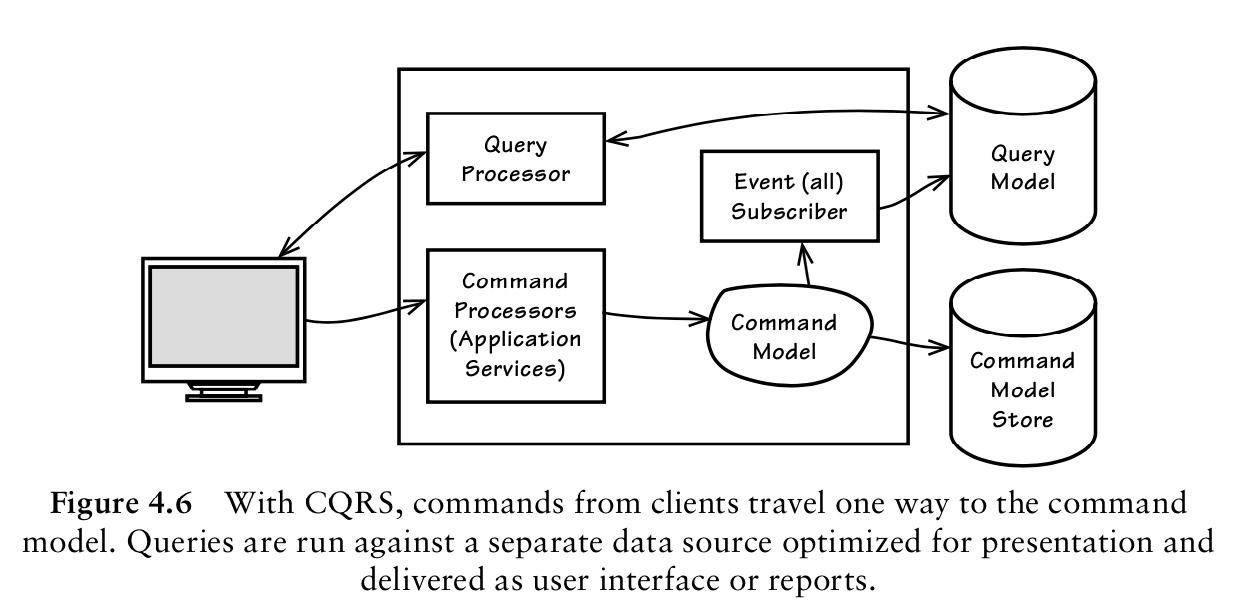 Query
Processor
Event (all)
Subscriber
Query
Model
Command
Processors
(Application
Services)
Command
Model
Command
Model
Store
Figure 4.6 With CQRS, commands from clients travel one way to the command
model. Queries are run against a separate data source optimized for presentation and
delivered as user interface or reports.